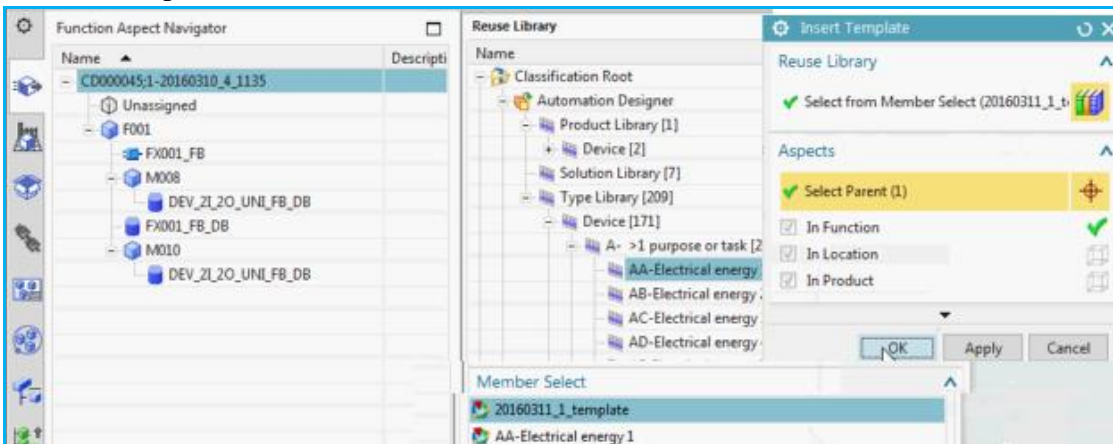 Function Aspect Navigator
Name Descripti
CD000045;1-20160310_4_1135
Unassigned
F001
FX001_FB
M008
DEV_2I_2O_UNI_FB_DB
FX001_FB_DB
M010
DEV_2I_2O_UNI_FB_DB
Reuse Library
Name
Classification Root
Automation Designer
Product Library [1]
Device [2]
Solution Library [7]
Type Library [209]
Device [171]
A- >1 purpose or task [2
AA-Electrical energy
AB-Electrical energy
AC-Electrical energy
AD-Electrical energy
Member Select
20160311_1_template
AA-Electrical energy 1
Insert Template
Reuse Library
Select from Member Select (20160311_1_t
Aspects
Select Parent (1)
In Function
In Location
In Product
OK Apply Cancel